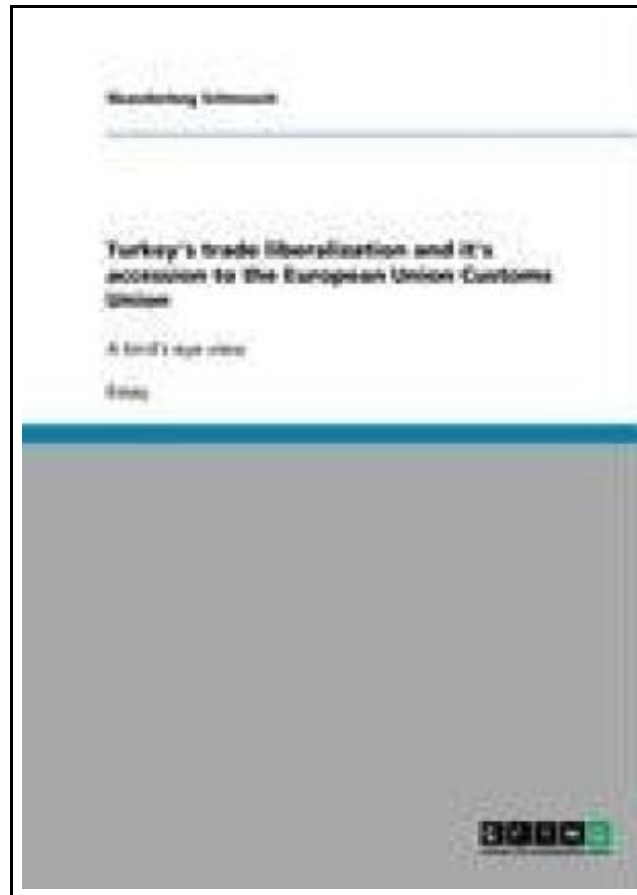 Turkey's trade liberalization and it's
accession to the European Union Customs
Union
A bird's eye view
Essay